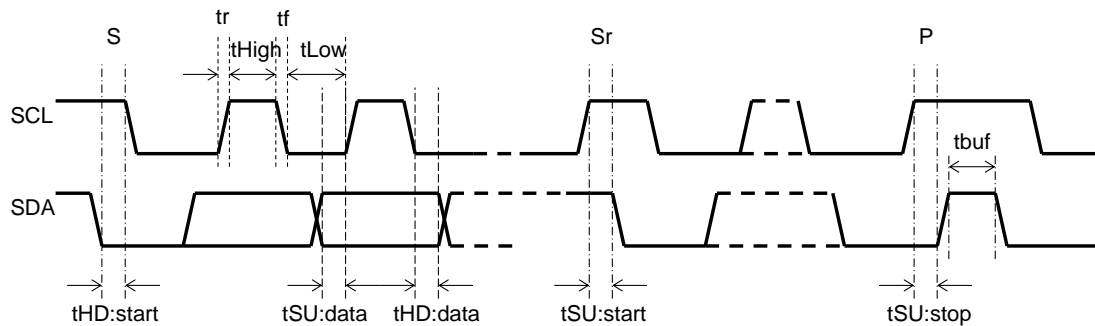 tr tf
S Sr P
tHigh tLow
SCL
tbuf
SDA
tHD:start tSU:data tHD:data tSU:start tSU:stop